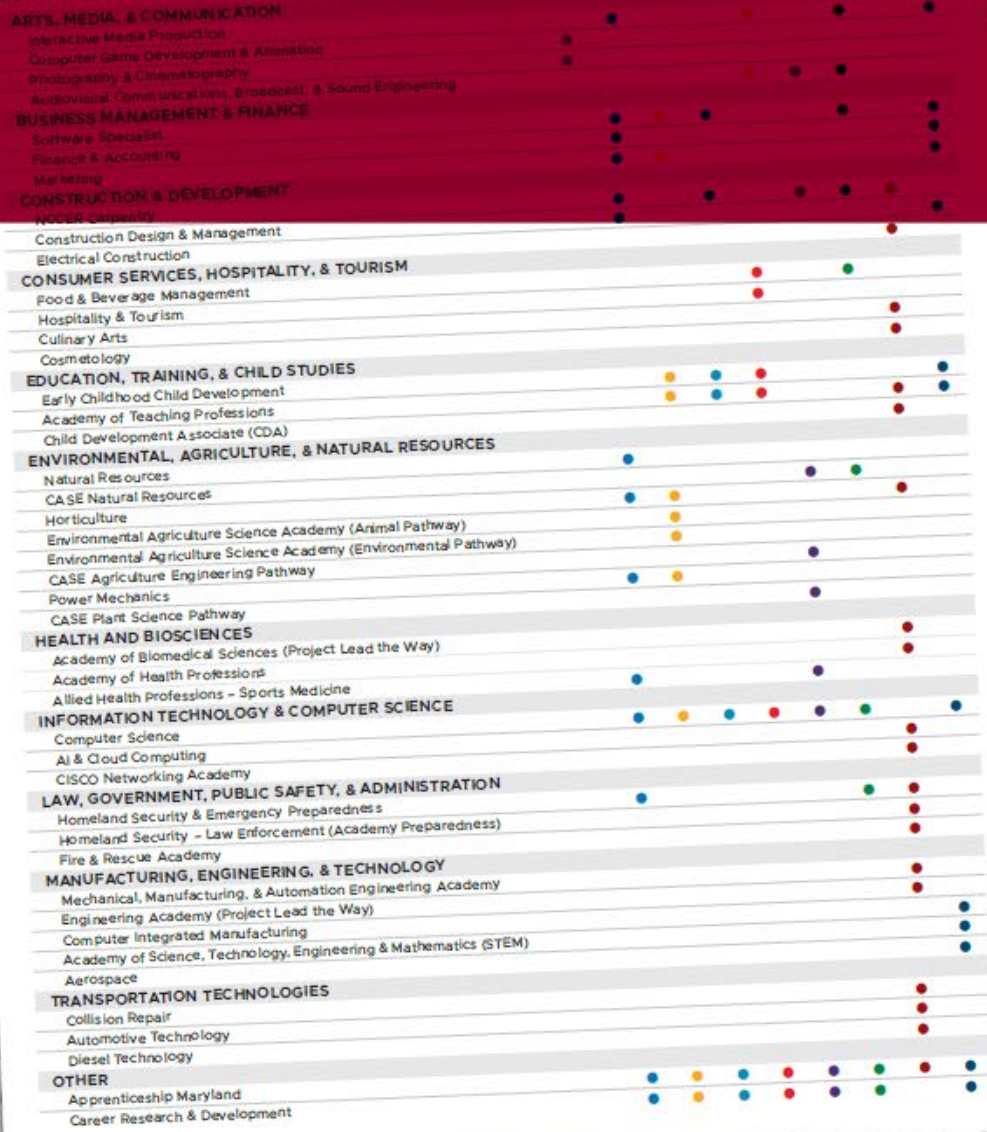 ARTS, MEDIA, & COMMUNICATION
Interactive Media Production
Computer Game Development & Animation
Photography & Cinematography
Audiovisual Communications, Broadcast, & Sound Engineering
BUSINESS MANAGEMENT & FINANCE
Software Specialist
Finance & Accounting
Marketing
CONSTRUCTION & DEVELOPMENT
NCCER Carpentry
Construction Design & Management
Electrical Construction
CONSUMER SERVICES, HOSPITALITY, & TOURISM
Food & Beverage Management
Hospitality & Tourism
Culinary Arts
Cosmetology
EDUCATION, TRAINING, & CHILD STUDIES
Early Childhood Child Development
Academy of Teaching Professions
Child Development Associate (CDA)
ENVIRONMENTAL, AGRICULTURE, & NATURAL RESOURCES
Natural Resources
CASE Natural Resources
Horticulture
Environmental Agriculture Science Academy (Animal Pathway)
Environmental Agriculture Science Academy (Environmental Pathway)
CASE Agriculture Engineering Pathway
Power Mechanics
CASE Plant Science Pathway
HEALTH AND BIOSCIENCES
Academy of Biomedical Sciences (Project Lead the Way)
Academy of Health Professions
Allied Health Professions – Sports Medicine
INFORMATION TECHNOLOGY & COMPUTER SCIENCE
Computer Science
AI & Cloud Computing
CISCO Networking Academy
LAW, GOVERNMENT, PUBLIC SAFETY, & ADMINISTRATION
Homeland Security & Emergency Preparedness
Homeland Security – Law Enforcement (Academy Preparedness)
Fire & Rescue Academy
MANUFACTURING, ENGINEERING, & TECHNOLOGY
Mechanical, Manufacturing, & Automation Engineering Academy
Engineering Academy (Project Lead the Way)
Computer Integrated Manufacturing
Academy of Science, Technology, Engineering & Mathematics (STEM)
Aerospace
TRANSPORTATION TECHNOLOGIES
Collision Repair
Automotive Technology
Diesel Technology
OTHER
Apprenticeship Maryland
Career Research & Development